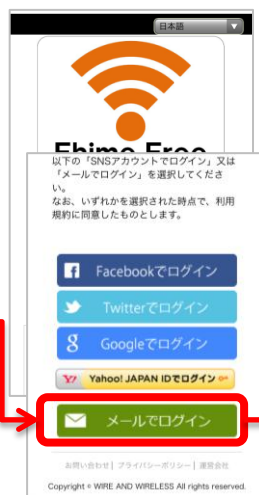 日本語
Ehime Free
以下の「SNSアカウントでログイン」又は
「メールでログイン」を選択してくださ
い。
なお、いずれかを選択された時点で、利用
規約に同意したものとします。
Facebookでログイン
Twitterでログイン
Googleでログイン
Yahoo! JAPAN IDでログイン
メールでログイン
お問い合わせ | プライバシーポリシー | 運営会社
Copyright © WIRE AND WIRELESS All rights reserved.